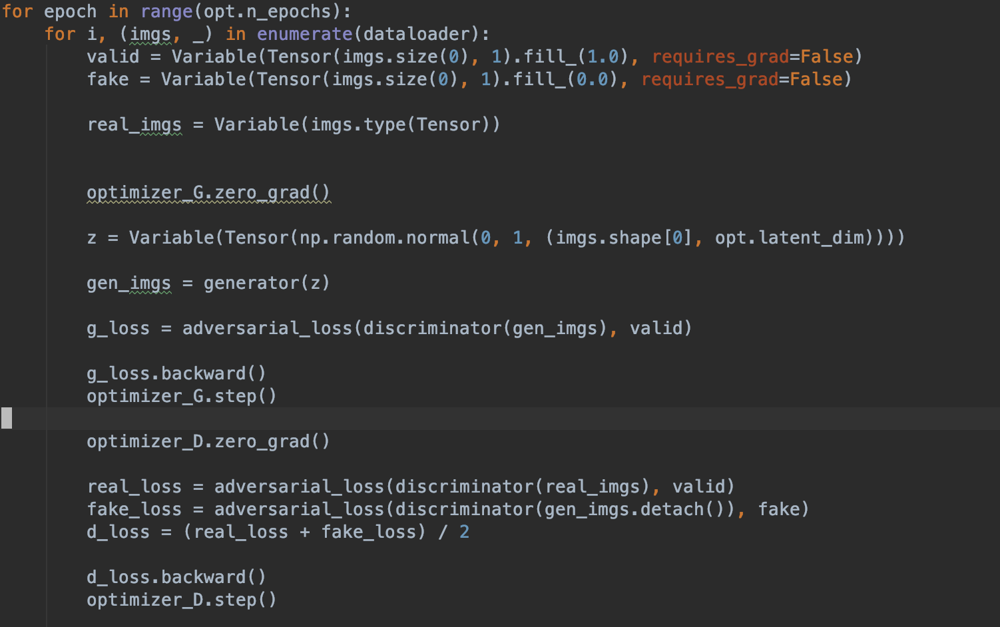 for epoch in range(opt.n_epochs):
    for i, (imgs, _) in enumerate(dataloader):
        valid = Variable(Tensor(imgs.size(0), 1).fill_(1.0), requires_grad=False)
        fake = Variable(Tensor(imgs.size(0), 1).fill_(0.0), requires_grad=False)
        real_imgs = Variable(imgs.type(Tensor))
        optimizer_G.zero_grad()
        z = Variable(Tensor(np.random.normal(0, 1, (imgs.shape[0], opt.latent_dim))))
        gen_imgs = generator(z)
        g_loss = adversarial_loss(discriminator(gen_imgs), valid)
        g_loss.backward()
        optimizer_G.step()
        optimizer_D.zero_grad()
        real_loss = adversarial_loss(discriminator(real_imgs), valid)
        fake_loss = adversarial_loss(discriminator(gen_imgs.detach()), fake)
        d_loss = (real_loss + fake_loss) / 2
        d_loss.backward()
        optimizer_D.step()